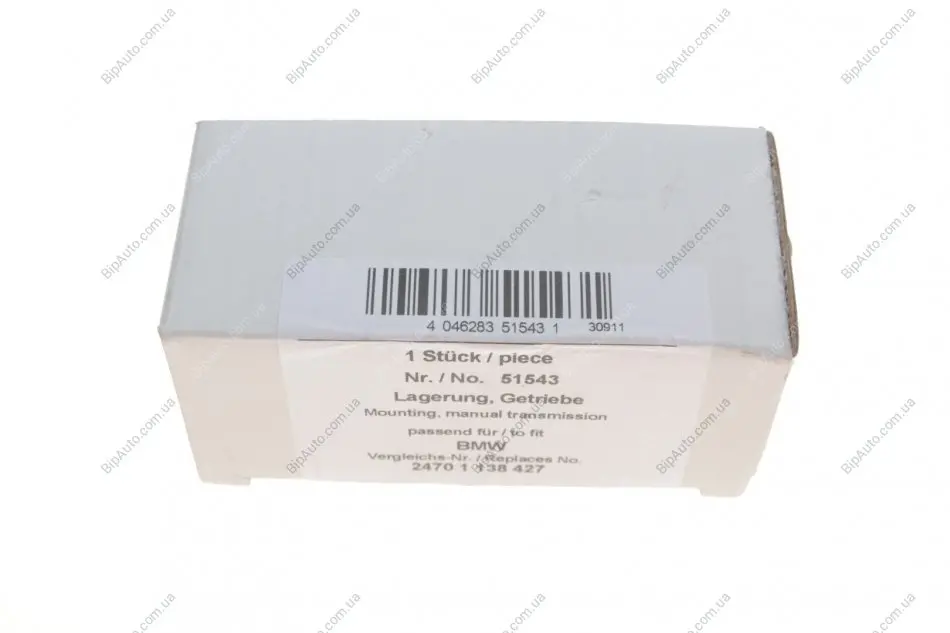 4 046283 51543 1 30911
1 Stück / piece
Nr. / No. 51543
Lagerung, Getriebe
Mounting, manual transmission
passend für / to fit
BMW
Vergleichs-Nr. / Replaces No.
2470 1 138 427
BipAuto.com.ua